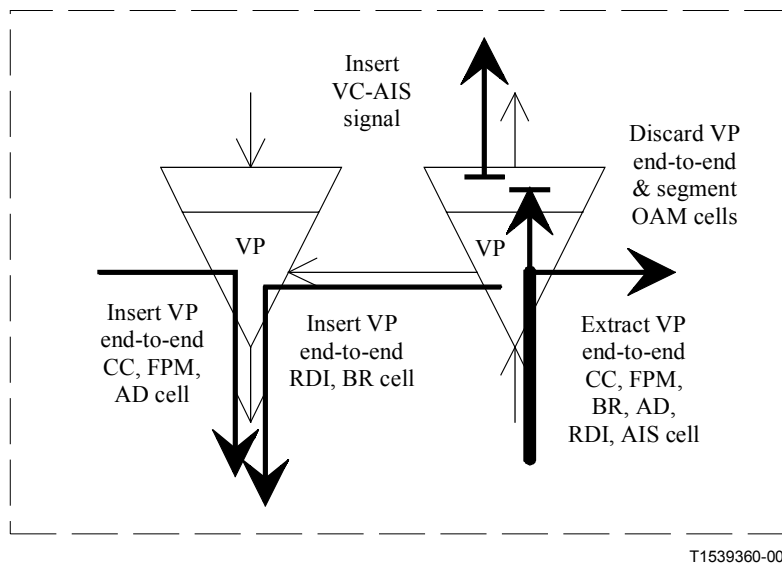 Insert
VC-AIS
signal
Discard VP
end-to-end
& segment
OAM cells
VP
VP
Insert VP
end-to-end
CC, FPM,
AD cell
Insert VP
end-to-end
RDI, BR cell
Extract VP
end-to-end
CC, FPM,
BR, AD,
RDI, AIS cell
T1539360-00